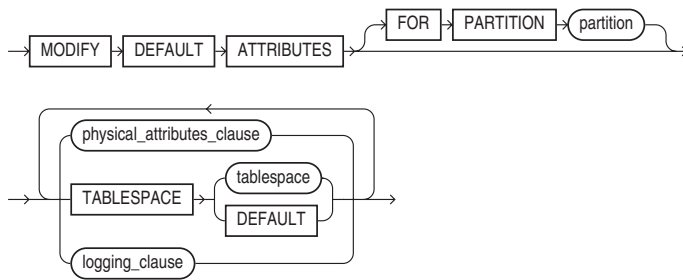 FOR PARTITION partition
MODIFY DEFAULT ATTRIBUTES
physical_attributes_clause
tablespace
TABLESPACE
DEFAULT
logging_clause